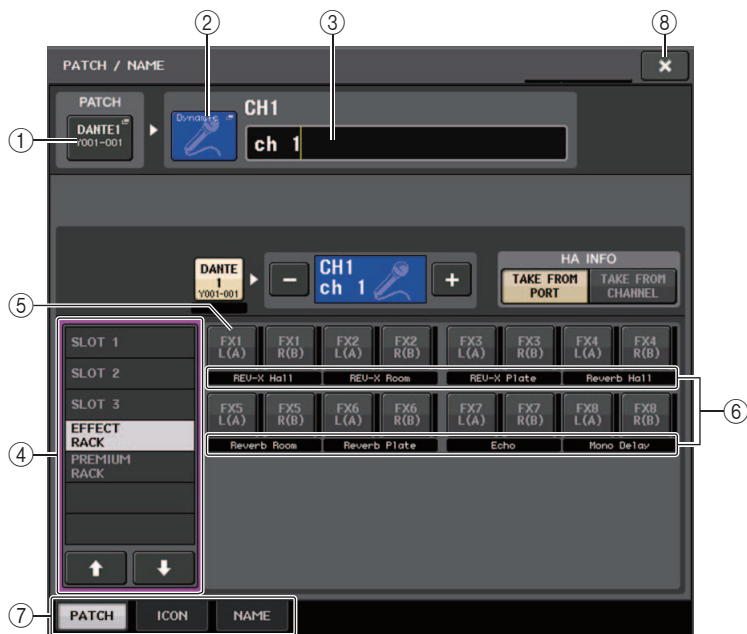 ② ③ ⑧
PATCH / NAME
PATCH
DANTE1
Y001-001
①
Dynamic
CH1
ch 1
DANTE
1
Y001-001
CH1
ch 1
HA INFO
TAKE FROM
PORT
TAKE FROM
CHANNEL
⑤
SLOT 1
SLOT 2
SLOT 3
EFFECT
RACK
PREMIUM
RACK
④
FX1
L(A)
FX1
R(B)
FX2
L(A)
FX2
R(B)
FX3
L(A)
FX3
R(B)
FX4
L(A)
FX4
R(B)
REV-X Hall REV-X Room REV-X Plate Reverb Hall
FX5
L(A)
FX5
R(B)
FX6
L(A)
FX6
R(B)
FX7
L(A)
FX7
R(B)
FX8
L(A)
FX8
R(B)
Reverb Room Reverb Plate Echo Mono Delay
⑥
⑦
PATCH ICON NAME